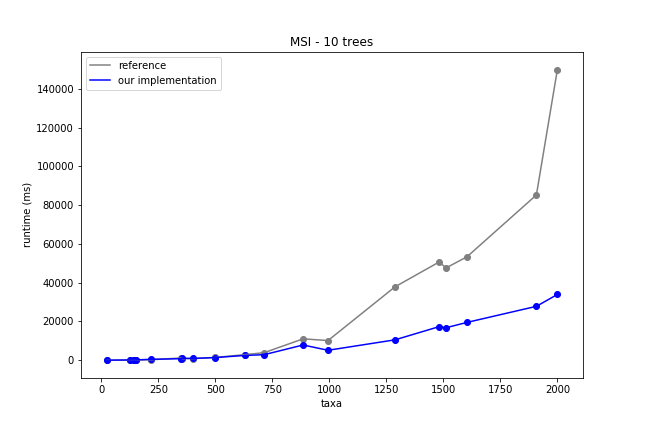 MSI - 10 trees
reference
our implementation
runtime (ms)
140000
120000
100000
80000
60000
40000
20000
0
0 250 500 750 1000 1250 1500 1750 2000
taxa